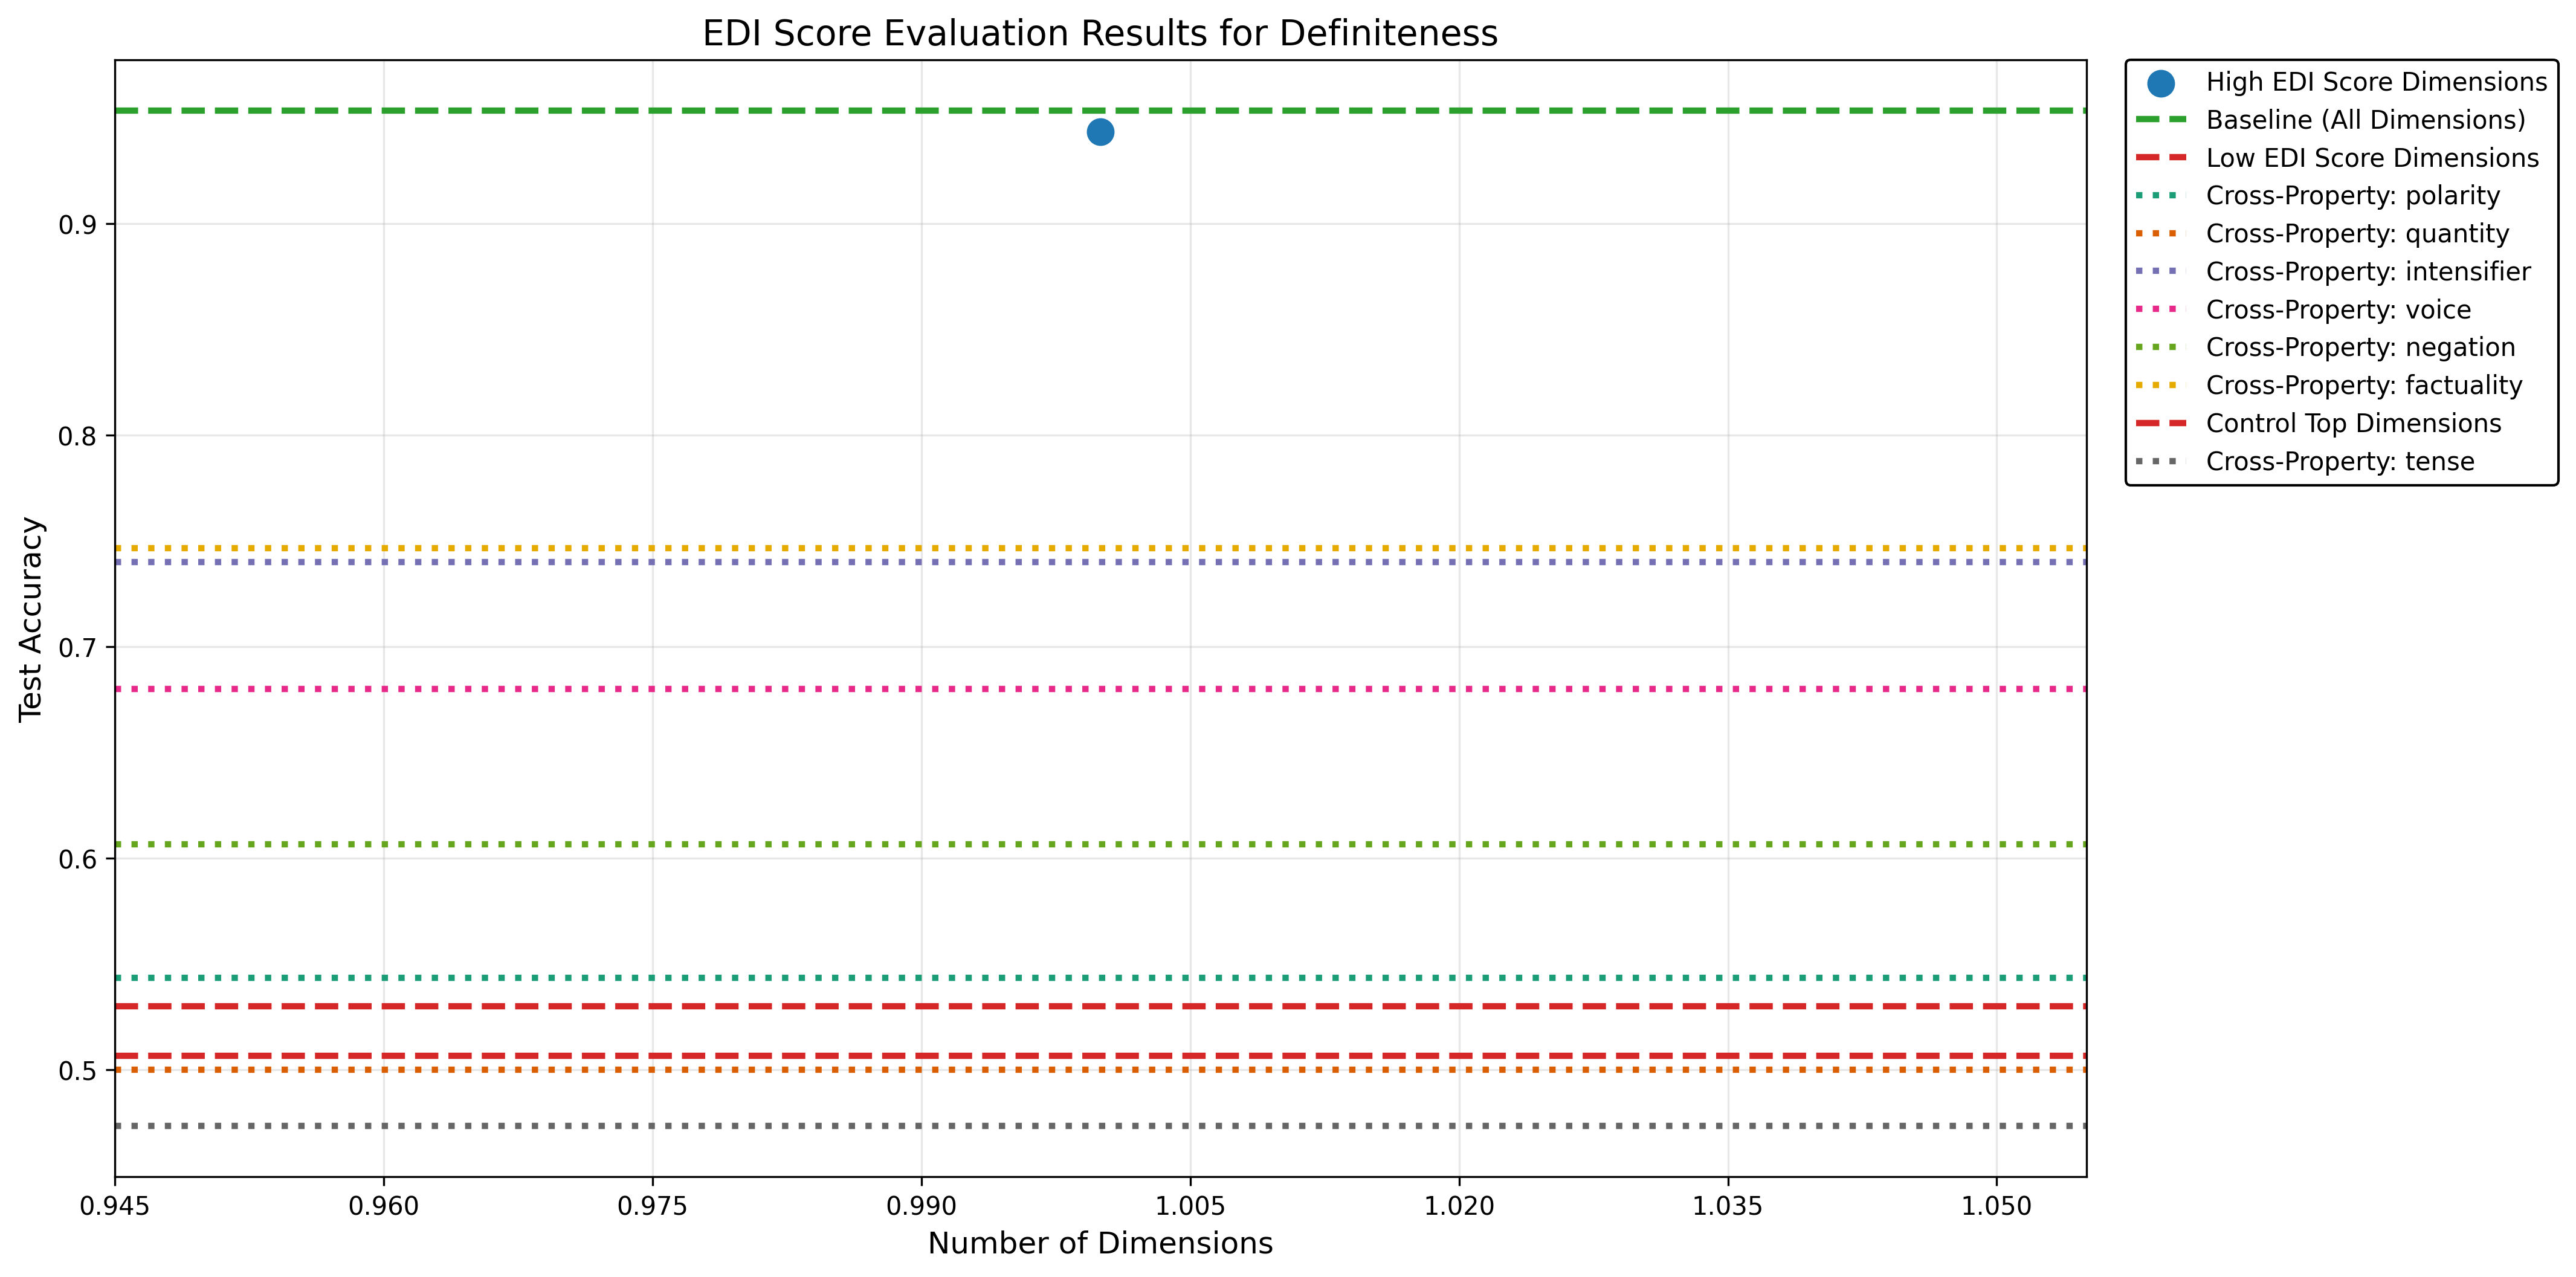 EDI Score Evaluation Results for Definiteness
Test Accuracy
0.9
0.8
0.7
0.6
0.5
0.945
0.960
0.975
0.990
1.005
1.020
1.035
1.050
Number of Dimensions
High EDI Score Dimensions
Baseline (All Dimensions)
Low EDI Score Dimensions
Cross-Property: polarity
Cross-Property: quantity
Cross-Property: intensifier
Cross-Property: voice
Cross-Property: negation
Cross-Property: factuality
Control Top Dimensions
Cross-Property: tense